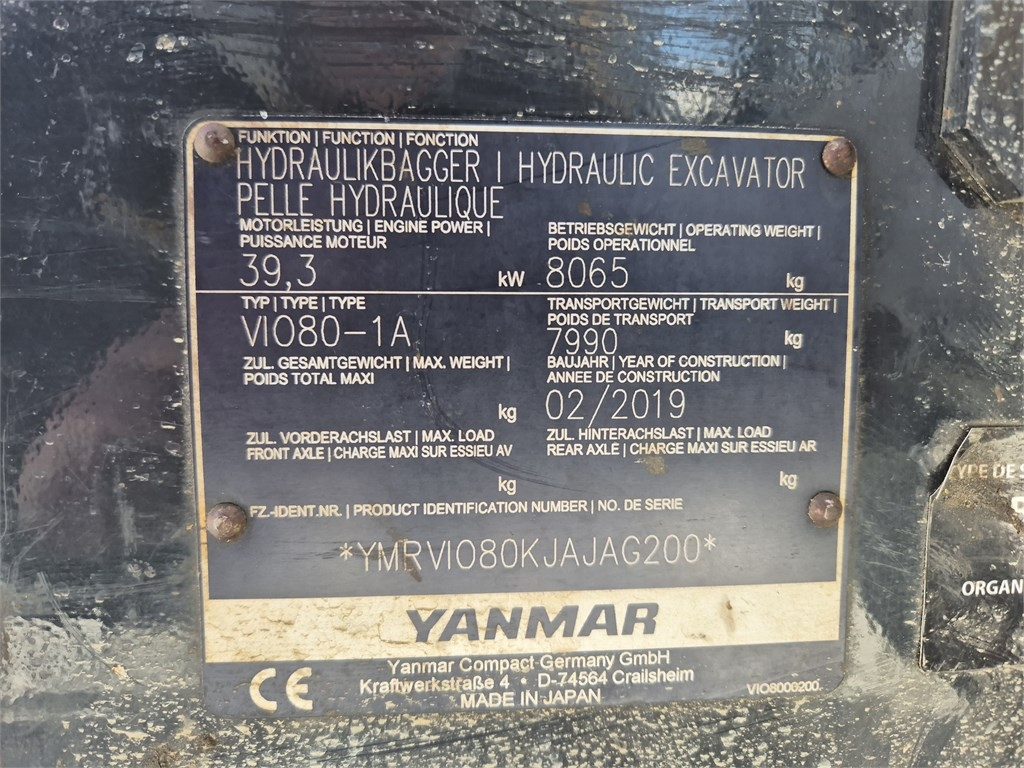 FUNKTION | FUNCTION | FONCTION
HYDRAULIKBAGGER | HYDRAULIC EXCAVATOR
PELLE HYDRAULIQUE
MOTORLEISTUNG | ENGINE POWER |
PUISSANCE MOTEUR
39,3 kW
BETRIEBSGEWICHT | OPERATING WEIGHT |
POIDS OPERATIONNEL
8065 kg
TYP | TYPE | TYPE
VIO80-1A
TRANSPORTGEWICHT | TRANSPORT WEIGHT |
POIDS DE TRANSPORT
7990 kg
ZUL. GESAMTGEWICHT | MAX. WEIGHT |
POIDS TOTAL MAXI
kg
BAUJAHR | YEAR OF CONSTRUCTION |
ANNEE DE CONSTRUCTION
02/2019
ZUL. VORDERACHSLAST | MAX. LOAD
FRONT AXLE | CHARGE MAXI SUR ESSIEU AV
kg
ZUL. HINTERACHSLAST | MAX. LOAD
REAR AXLE | CHARGE MAXI SUR ESSIEU AR
kg
FZ.-IDENT.NR. | PRODUCT IDENTIFICATION NUMBER | NO. DE SERIE
*YMRVIO80KJAJAG200*
YANMAR
Yanmar Compact Germany GmbH
Kraftwerkstraße 4 • D-74564 Crailsheim
MADE IN JAPAN
CE
VIO8000200
TYPE DE
ORGAN